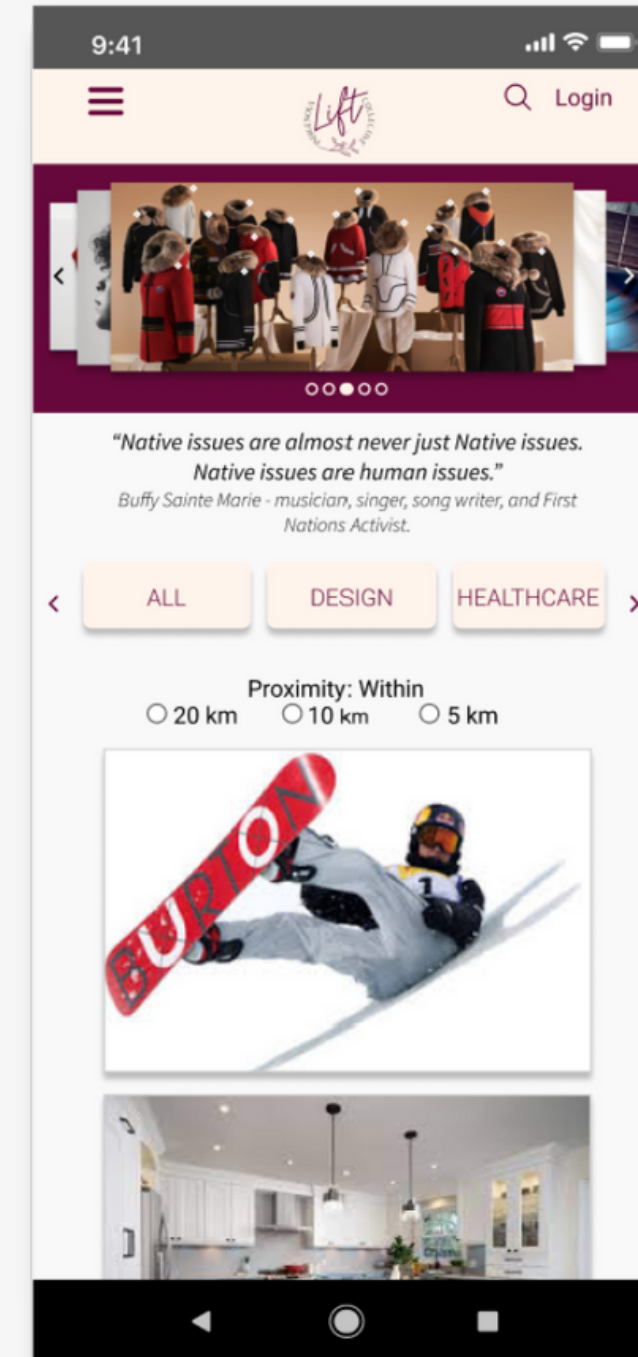 9:41
Lift
Login
“Native issues are almost never just Native issues.
Native issues are human issues.”
Buffy Sainte Marie - musician, singer, song writer, and First
Nations Activist.
ALL
DESIGN
HEALTHCARE
Proximity: Within
20 km
10 km
5 km
BURTON
1